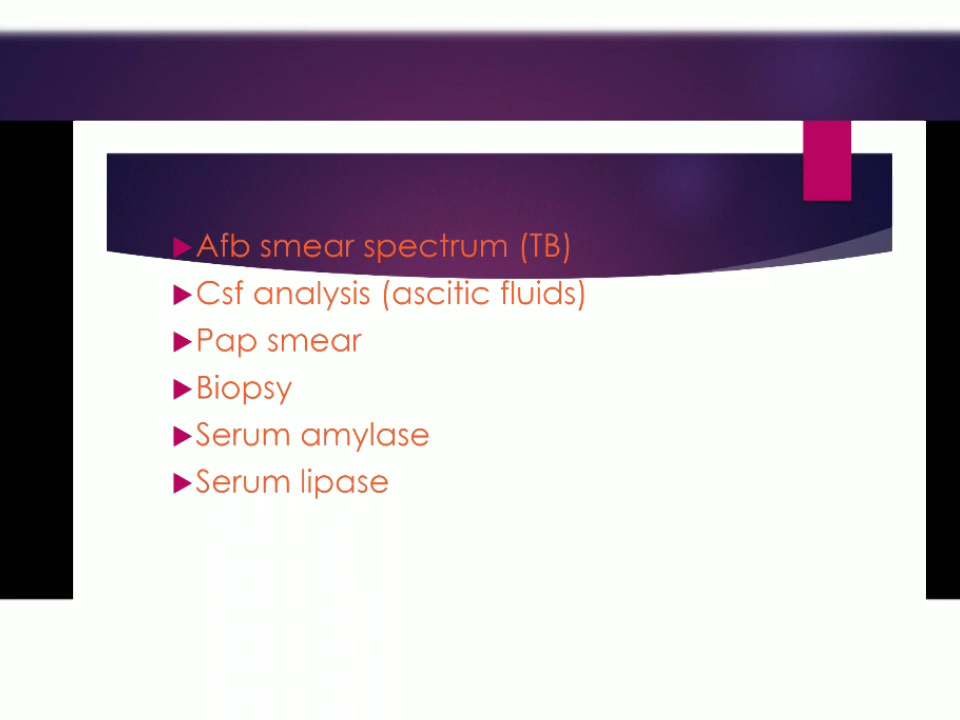 Afb smear spectrum (TB)
Csf analysis (ascitic fluids)
Pap smear
Biopsy
Serum amylase
Serum lipase